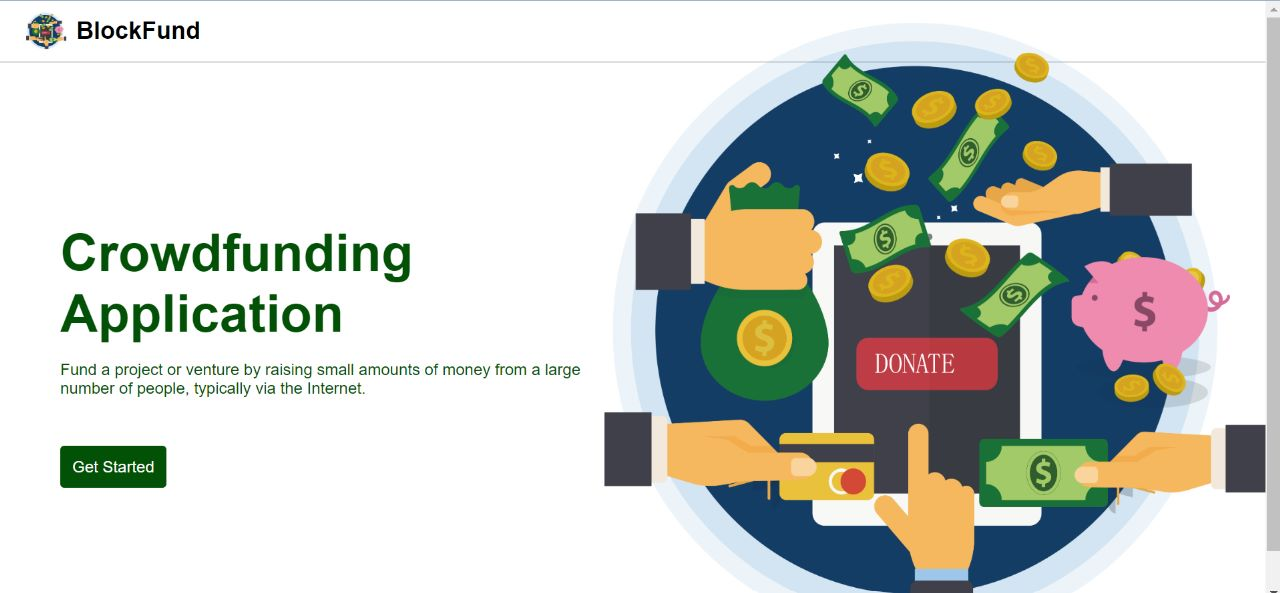 BlockFund
Crowdfunding
Application
Fund a project or venture by raising small amounts of money from a large
number of people, typically via the Internet.
Get Started
DONATE
$
$
$